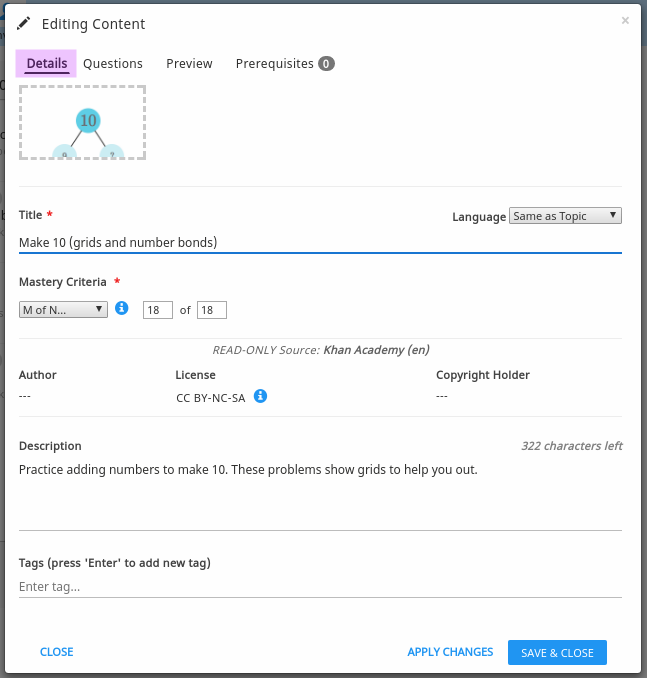 Editing Content
×
Details Questions Preview Prerequisites 0
10
Title * Language Same as Topic
Make 10 (grids and number bonds)
Mastery Criteria *
M of N... 18 of 18
READ-ONLY Source: Khan Academy (en)
Author License Copyright Holder
--- CC BY-NC-SA ---
Description 322 characters left
Practice adding numbers to make 10. These problems show grids to help you out.
Tags (press 'Enter' to add new tag)
Enter tag...
CLOSE APPLY CHANGES SAVE & CLOSE